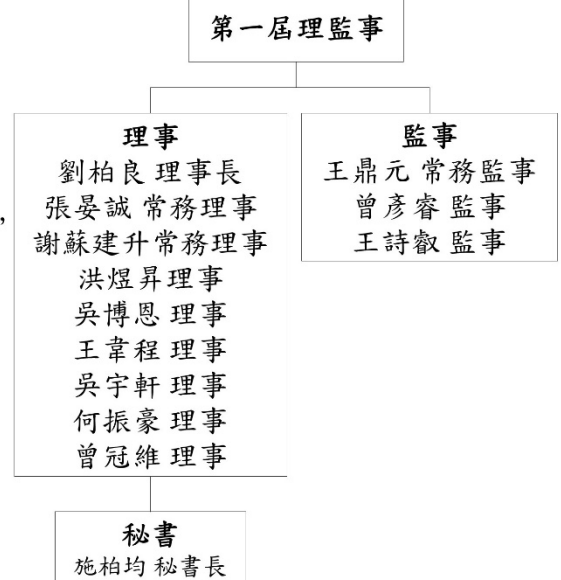 第一屆理監事
理事
劉柏良 理事長
張晏誠 常務理事
謝蘇建升常務理事
洪煜昇理事
吳博恩 理事
王韋程 理事
吳宇軒 理事
何振豪 理事
曾冠維 理事
監事
王鼎元 常務監事
曾彥睿 監事
王詩叡 監事
秘書
施柏均 秘書長